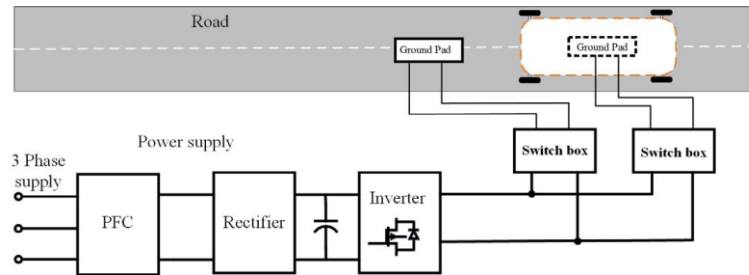 Road
Ground Pad
Ground Pad
Power supply
Switch box
Switch box
3 Phase
supply
PFC
Rectifier
Inverter